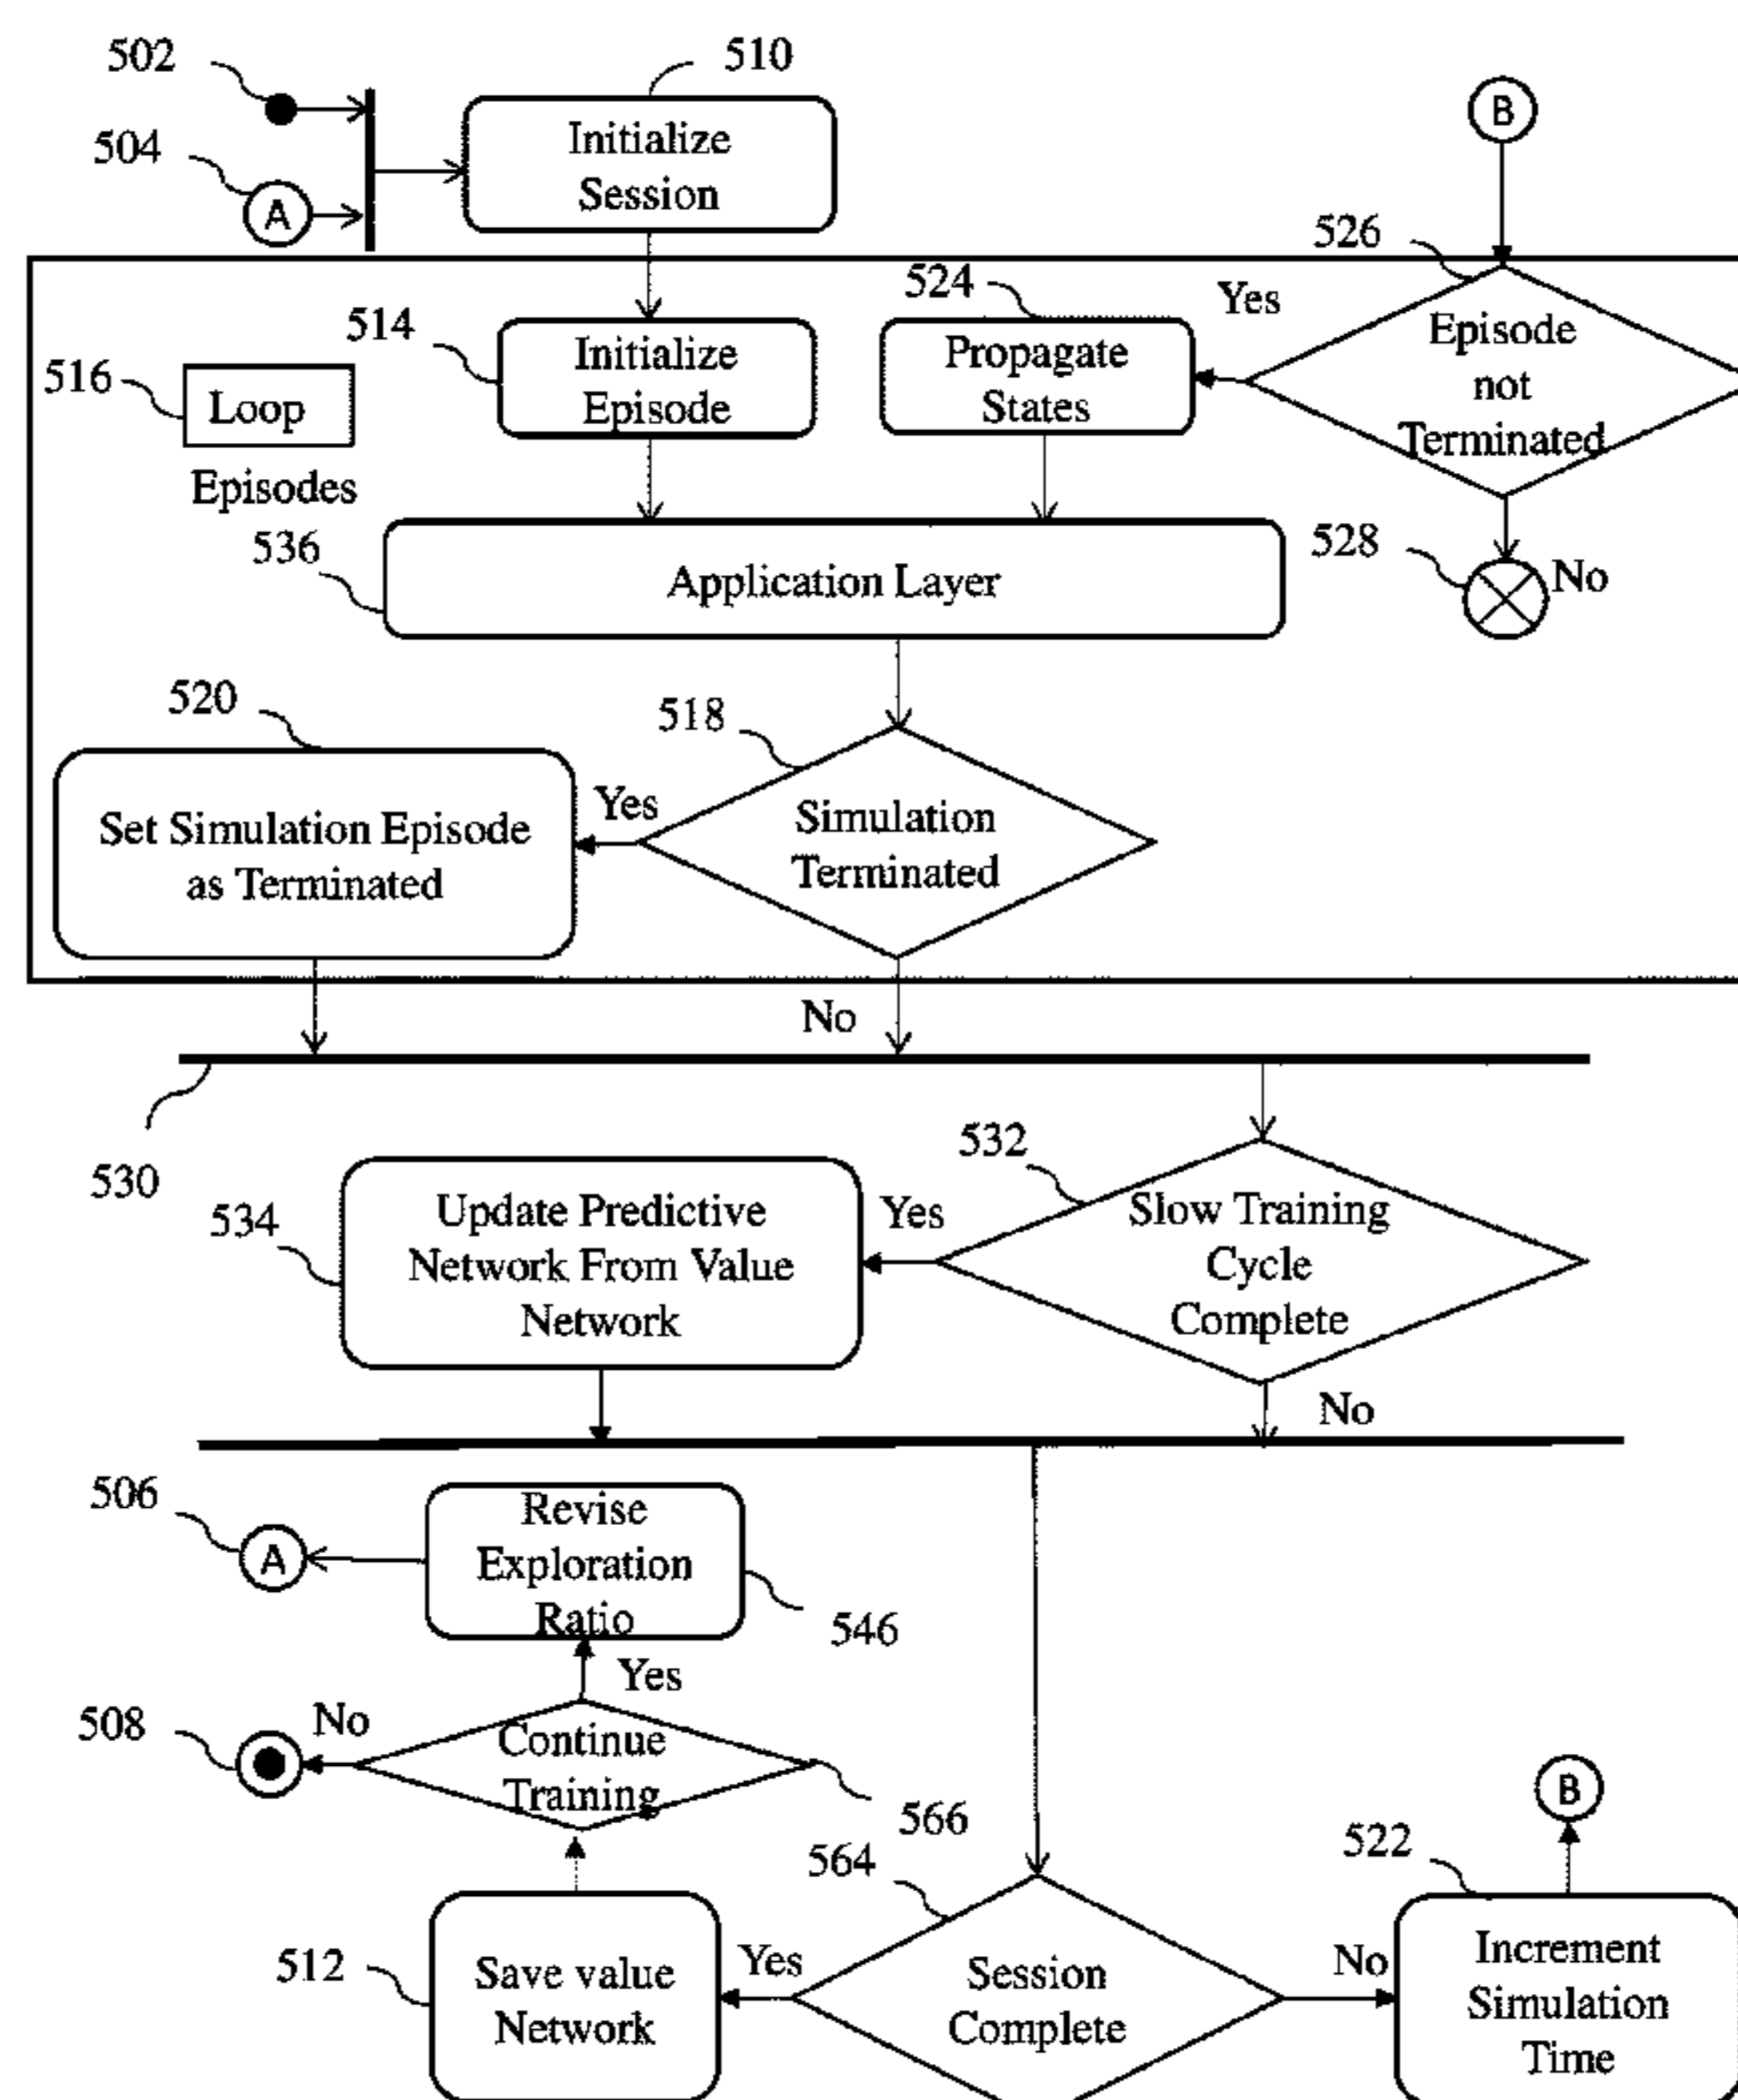 502
510
504
A
Initialize
Session
B
526
524
Yes
514
516
Loop
Episodes
Initialize
Episode
Propagate
States
Episode
not
Terminated
536
Application Layer
528
No
520
518
Set Simulation Episode
as Terminated
Yes
Simulation
Terminated
No
530
532
534
Update Predictive
Network From Value
Network
Yes
Slow Training
Cycle
Complete
No
506
A
Revise
Exploration
Ratio
546
Yes
508
No
Continue
Training
566
564
522
B
512
Save value
Network
Yes
Session
Complete
No
Increment
Simulation
Time